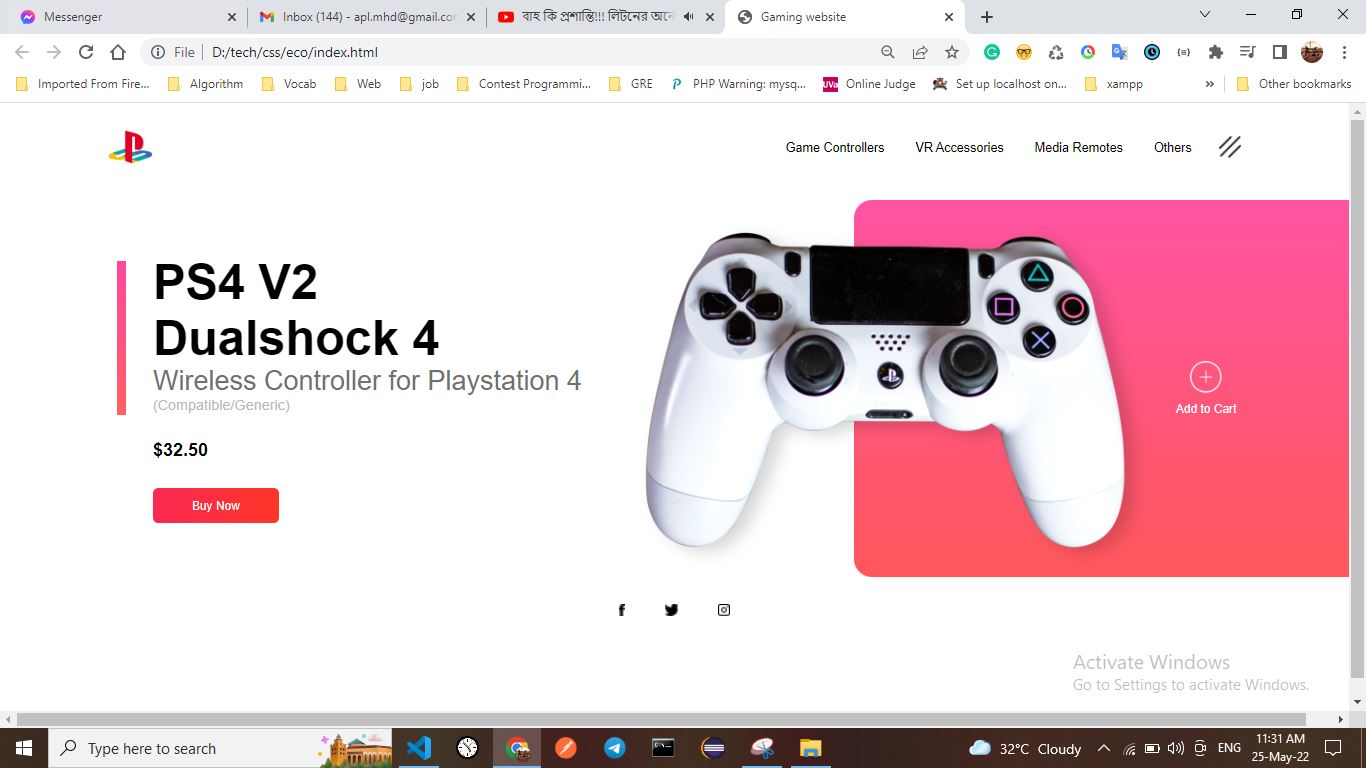 Messenger
Inbox (144) - apl.mhd@gmail.con
বাহ কি প্রশান্তি!!! লিটনের অনে
Gaming website
File
D:/tech/css/eco/index.html
Imported From Fire...
Algorithm
Vocab
Web
job
Contest Programmi...
GRE
PHP Warning: mysq...
UVa
Online Judge
Set up localhost on...
xampp
»
Other bookmarks
Game Controllers
VR Accessories
Media Remotes
Others
PS4 V2
Dualshock 4
Wireless Controller for Playstation 4
(Compatible/Generic)
$32.50
Buy Now
Add to Cart
Activate Windows
Go to Settings to activate Windows.
Type here to search
32°C Cloudy
ENG
11:31 AM
25-May-22